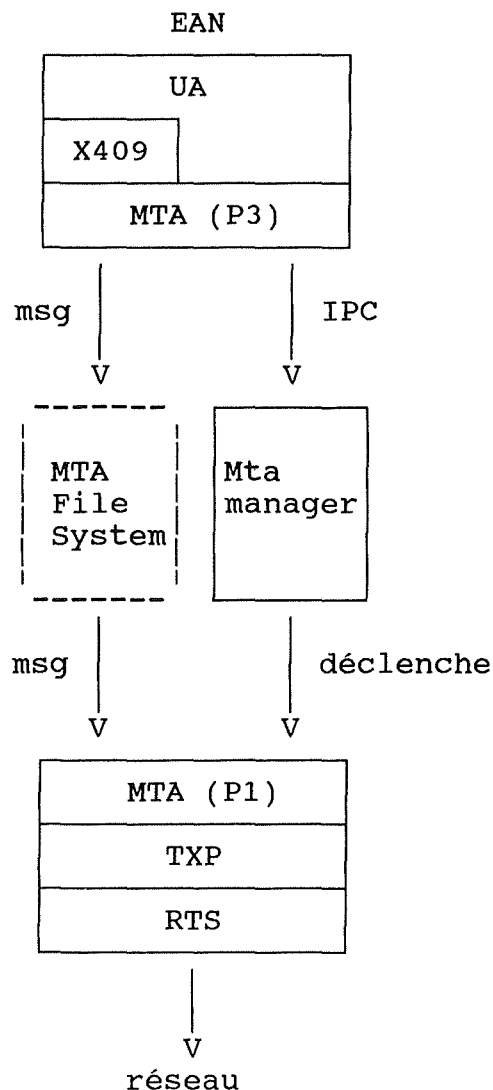 EAN
UA
X409
MTA (P3)
msg IPC
V V
MTA Mta
File manager
System
msg déclenche
V V
MTA (P1)
TXP
RTS
V
réseau